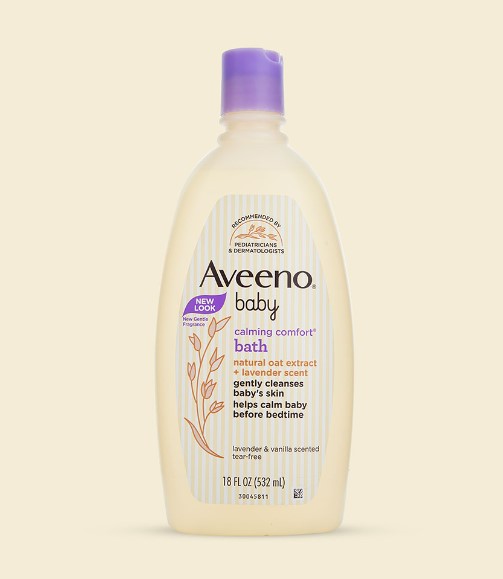 RECOMMENDED BY
PEDIATRICIANS
& DERMATOLOGISTS
Aveeno®
baby
NEW
LOOK
New Gentle
Fragrance
calming comfort®
bath
natural oat extract
+ lavender scent
gently cleanses
baby's skin
helps calm baby
before bedtime
lavender & vanilla scented
tear-free
18 FL OZ (532 mL)
30045811